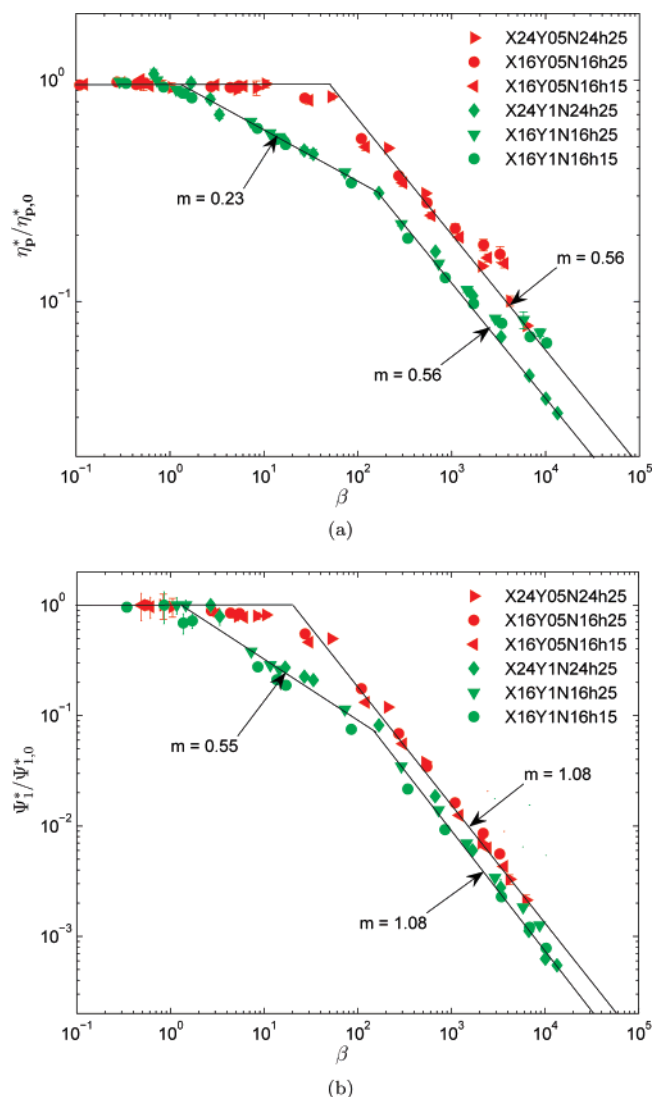 10⁰
10⁻¹
η*p/η*p,0
X24Y05N24h25
X16Y05N16h25
X16Y05N16h15
X24Y1N24h25
X16Y1N16h25
X16Y1N16h15
m = 0.23
m = 0.56
m = 0.56
10⁻¹ 10⁰ 10¹ 10² 10³ 10⁴ 10⁵
β
(a)
10⁰
10⁻¹
10⁻²
10⁻³
Ψ*1/Ψ*1,0
X24Y05N24h25
X16Y05N16h25
X16Y05N16h15
X24Y1N24h25
X16Y1N16h25
X16Y1N16h15
m = 0.55
m = 1.08
m = 1.08
10⁻¹ 10⁰ 10¹ 10² 10³ 10⁴ 10⁵
β
(b)